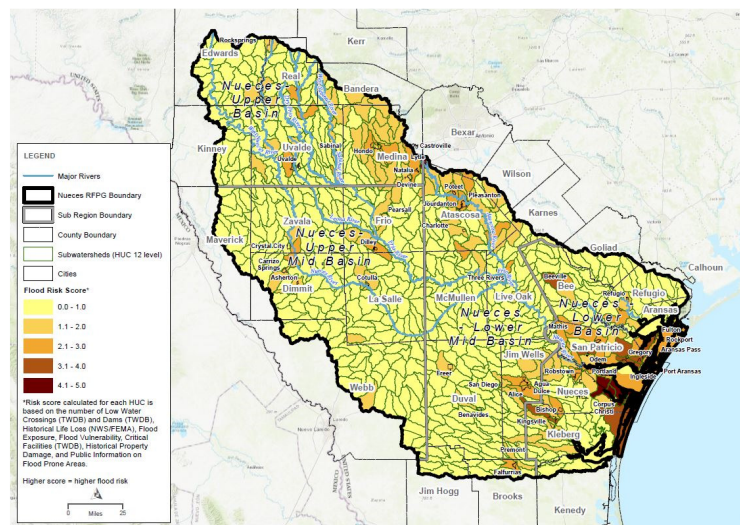 Rocksprings
Edwards
Kerr
Real
Nueces-
Upper
Basin
Bandera
UNITED STATES
Bexar
Kinney
Uvalde
Uvalde
Sabinal
Hondo
Medina
Castroville
Lytle
Natalia
Devine
Wilson
Poteet
Pleasanton
Jourdanton
Karnes
Atascosa
Pearsall
Charlotte
Frio
Zavala
Maverick
Nueces-
Upper
Mid Basin
Crystal City
Carrizo
Springs
Asherton
Dimmit
Dilley
Cotulla
La Salle
McMullen
Three Rivers
Live Oak
Goliad
Calhoun
Beeville
Bee
Refugio
Refugio
Aransas
Nueces
- Lower
Mid Basin
Nueces
- Lower
Basin
Fulton
Rockport
Aransas Pass
Mathis
San Patricio
Gregory
Odem
Port Aransas
Portland
Ingleside
Jim Wells
Robstown
Nueces
Corpus
Christi
Webb
Freer
Duval
San Diego
Agua
Dulce
Alice
Benavides
Bishop
Kingsville
Kleberg
Premont
Falfurrias
Jim Hogg
Brooks
Kenedy
MEXICO
UNITED STATES
MEXICO
LEGEND
Major Rivers
Nueces RFPG Boundary
Sub Region Boundary
County Boundary
Subwatersheds (HUC 12 level)
Cities
Flood Risk Score*
0.0 - 1.0
1.1 - 2.0
2.1 - 3.0
3.1 - 4.0
4.1 - 5.0
*Risk score calculated for each HUC is
based on the number of Low Water
Crossings (TWDB) and Dams (TWDB),
Historical Life Loss (NWS/FEMA), Flood
Exposure, Flood Vulnerability, Critical
Facilities (TWDB), Historical Property
Damage, and Public Information on
Flood Prone Areas.
Higher score = higher flood risk
0 25
Miles